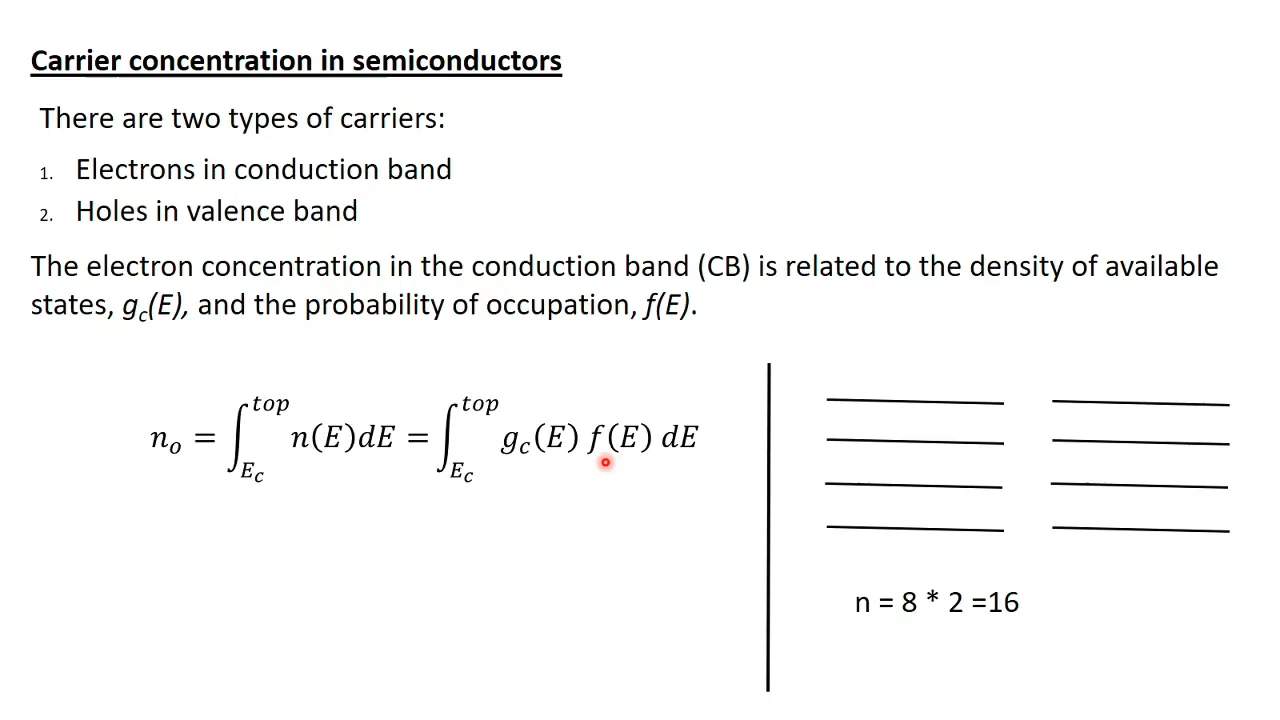 Carrier concentration in semiconductors
There are two types of carriers:
1. Electrons in conduction band
2. Holes in valence band
The electron concentration in the conduction band (CB) is related to the density of available
states, g_c(E), and the probability of occupation, f(E).
n_o = ∫_{E_c}^{top} n(E)dE = ∫_{E_c}^{top} g_c(E) f(E) dE
n = 8 * 2 =16